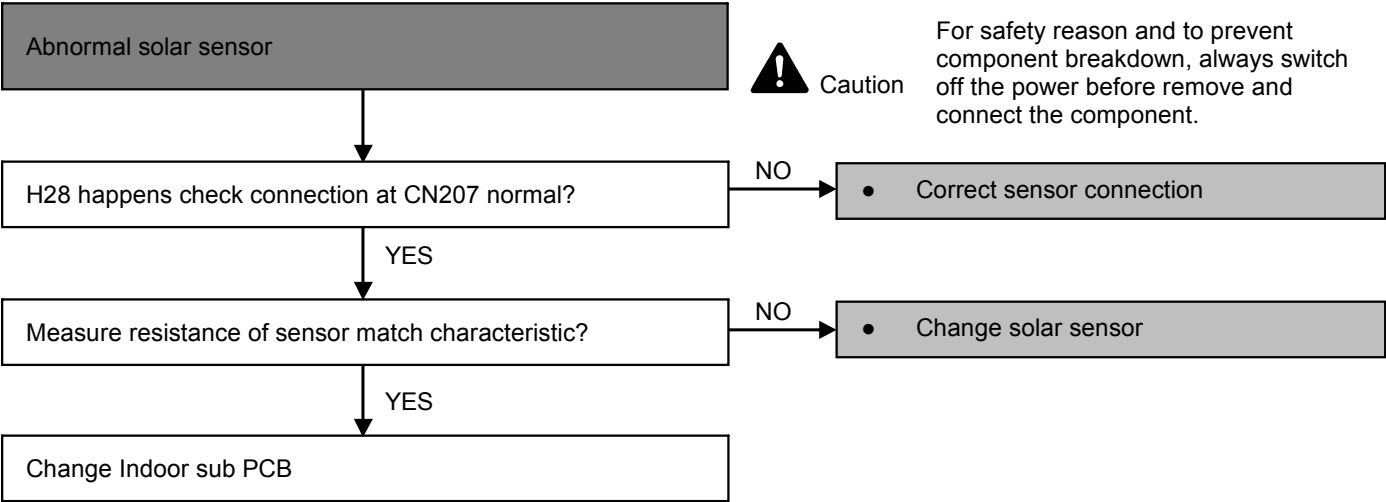 Abnormal solar sensor
Caution
For safety reason and to prevent
component breakdown, always switch
off the power before remove and
connect the component.
H28 happens check connection at CN207 normal?
NO
● Correct sensor connection
YES
Measure resistance of sensor match characteristic?
NO
● Change solar sensor
YES
Change Indoor sub PCB